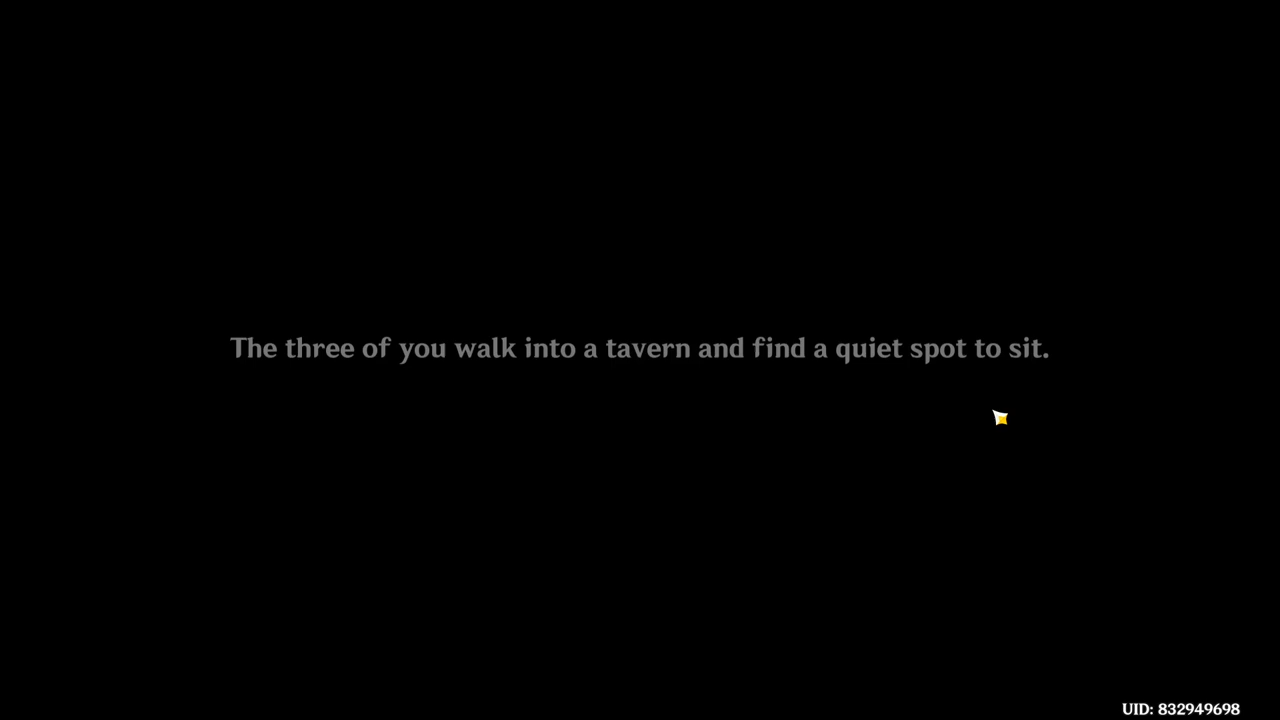 The three of you walk into a tavern and find a quiet spot to sit.
UID: 832949698